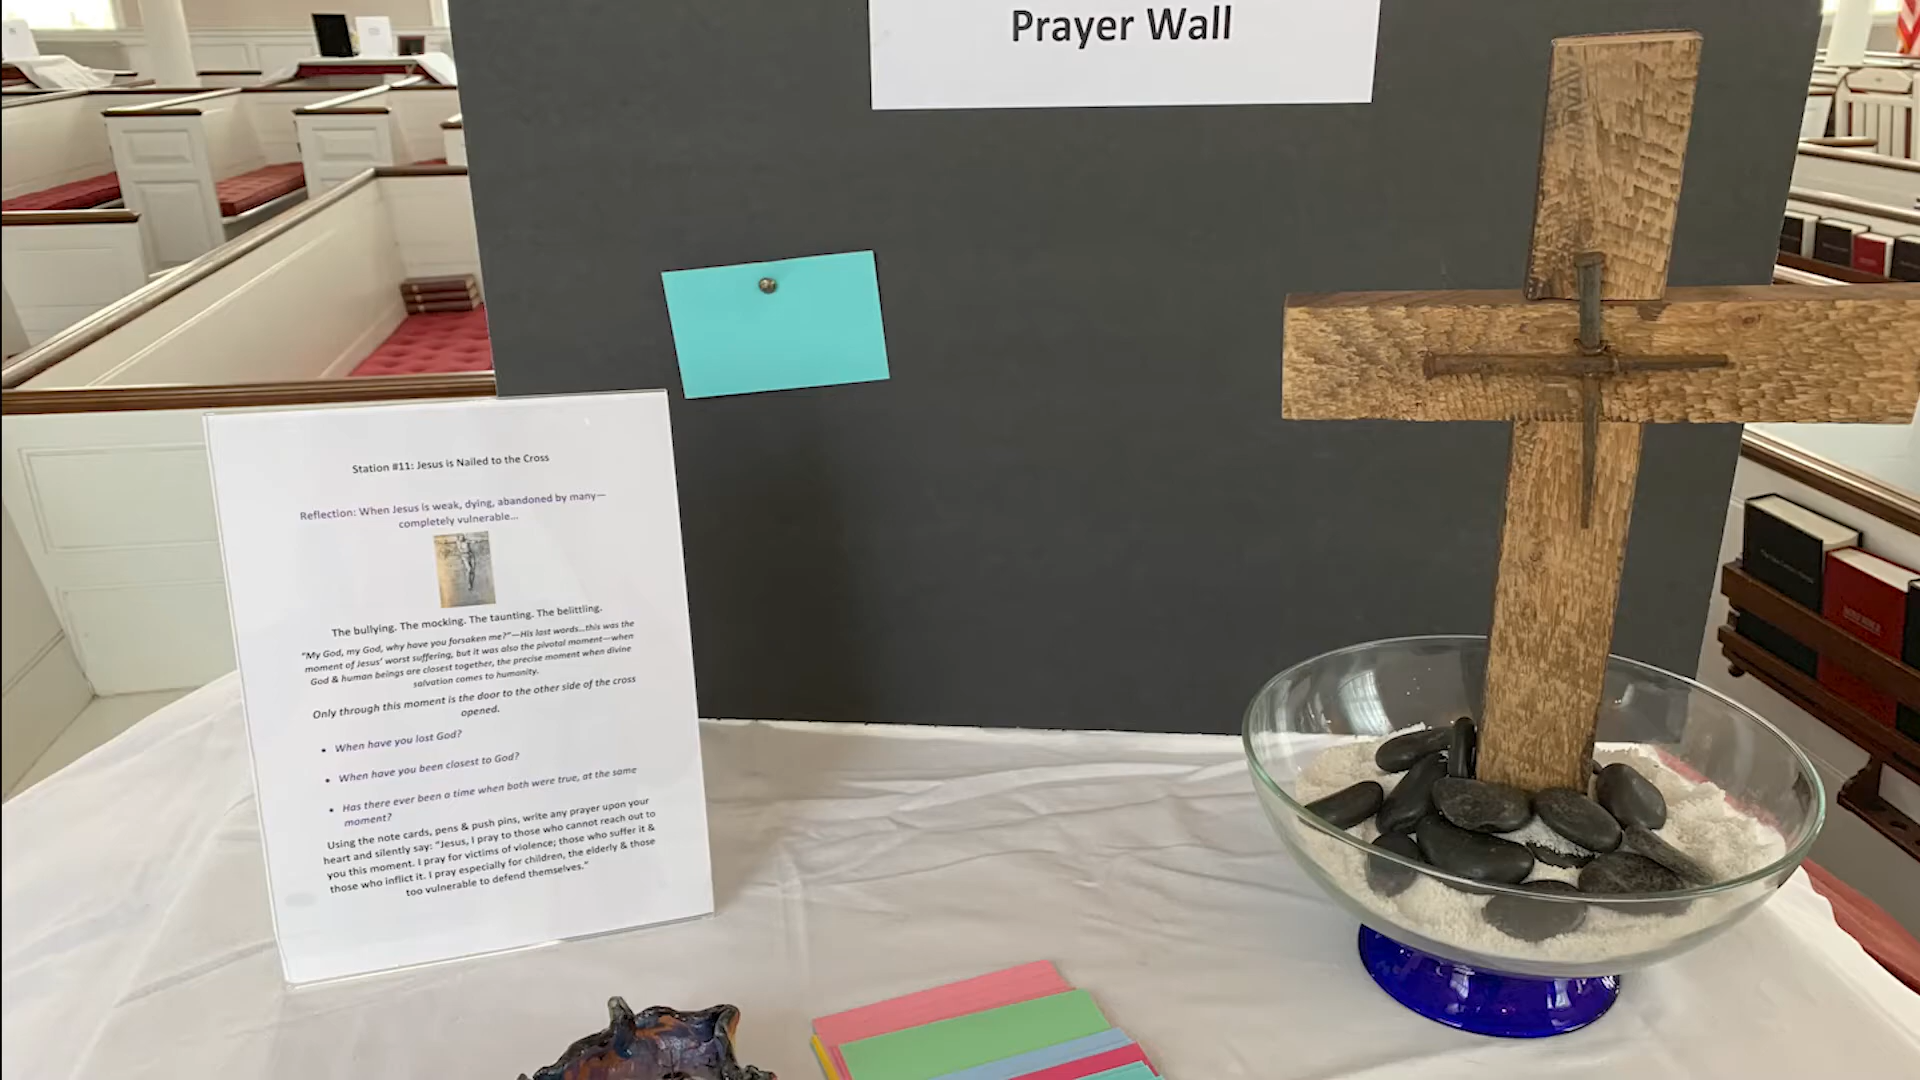 Prayer Wall
Station #11: Jesus is Nailed to the Cross
Reflection: When Jesus is weak, dying, abandoned by many—
completely vulnerable...
The bullying. The mocking. The taunting. The belittling.
"My God, my God, why have you forsaken me?"—His last words...this was the
moment of Jesus' worst suffering, but it was also the pivotal moment—when
God & human beings are closest together, the precise moment when divine
salvation comes to humanity.
Only through this moment is the door to the other side of the cross
opened.
• When have you lost God?
• When have you been closest to God?
• Has there ever been a time when both were true, at the same
moment?
Using the note cards, pens & push pins, write any prayer upon your
heart and silently say: "Jesus, I pray to those who cannot reach out to
you this moment. I pray for victims of violence; those who suffer it &
those who inflict it. I pray especially for children, the elderly & those
too vulnerable to defend themselves."